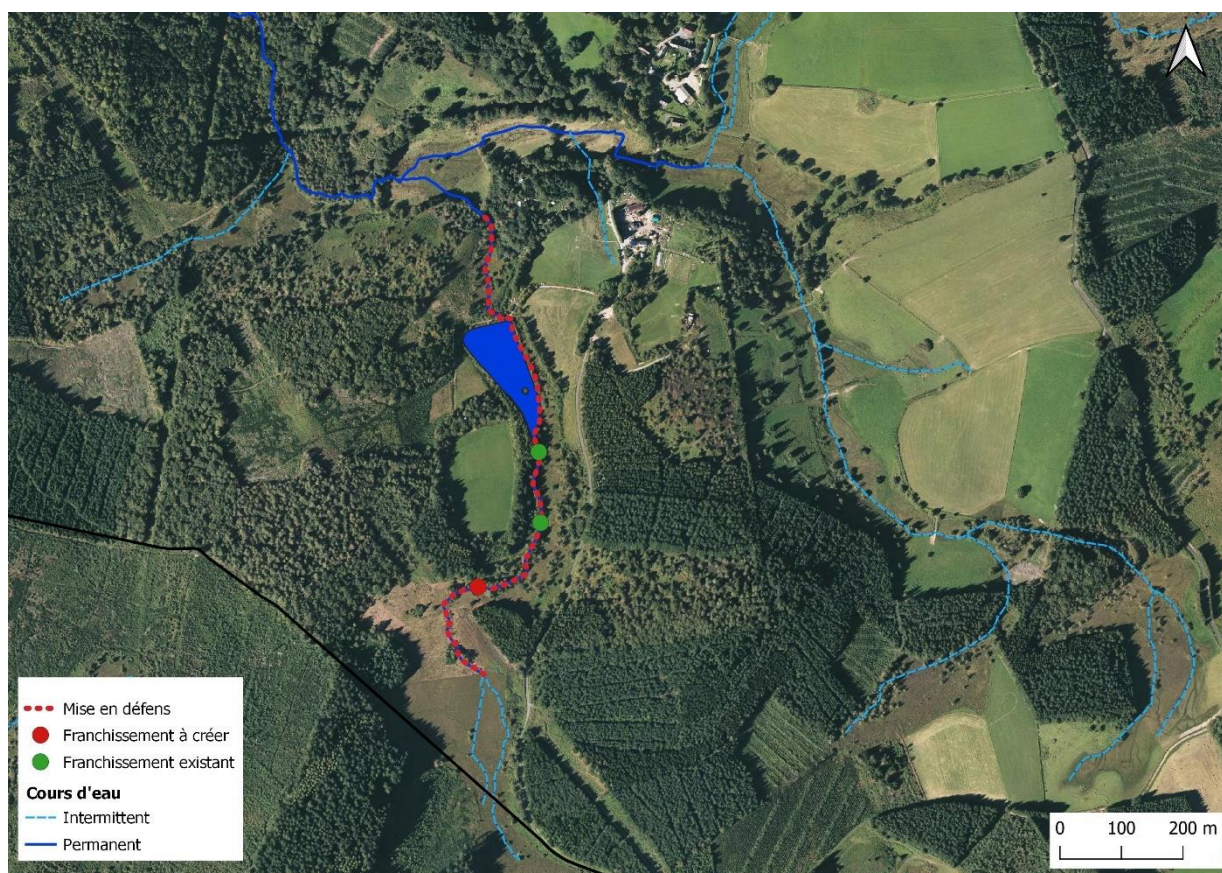 Mise en défens
Franchissement à créer
Franchissement existant
Cours d'eau
Intermittent
Permanent
0 100 200 m